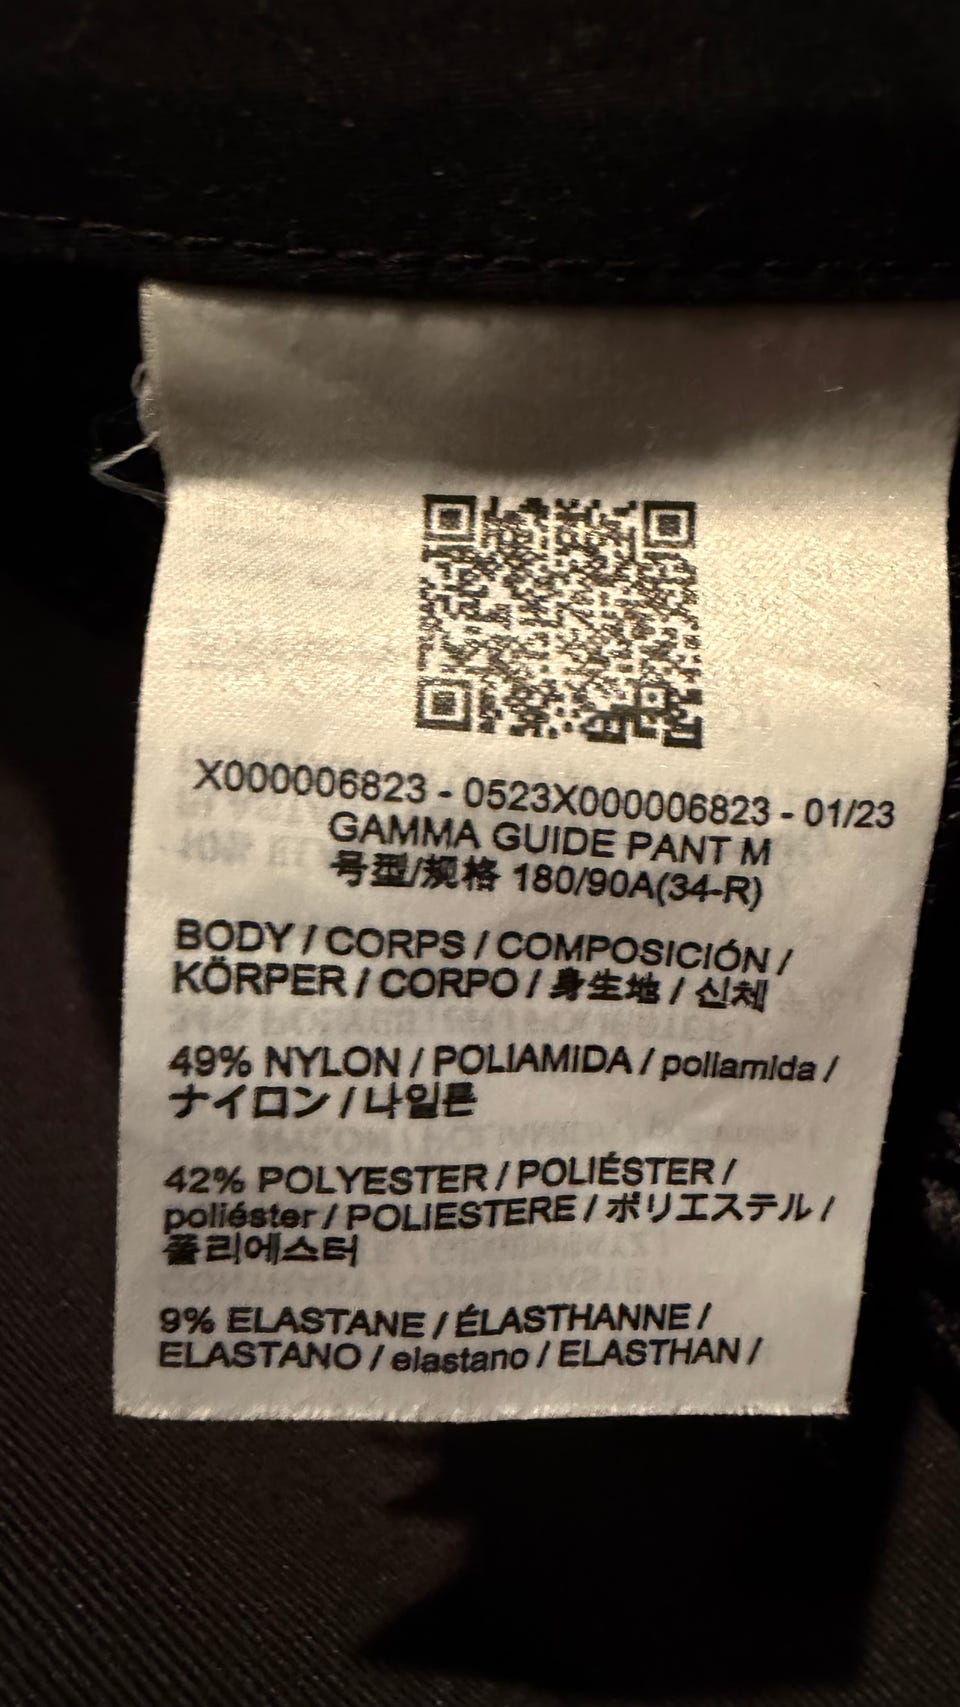 X000006823 - 0523X000006823 - 01/23
GAMMA GUIDE PANT M
号型/规格 180/90A(34-R)
BODY / CORPS / COMPOSICIÓN /
KÖRPER / CORPO / 身生地 / 신체
49% NYLON / POLIAMIDA / poliamida /
ナイロン / 나일론
42% POLYESTER / POLIÉSTER /
poliéster / POLIESTERE / ポリエステル /
폴리에스터
9% ELASTANE / ÉLASTHANNE /
ELASTANO / elastano / ELASTHAN /